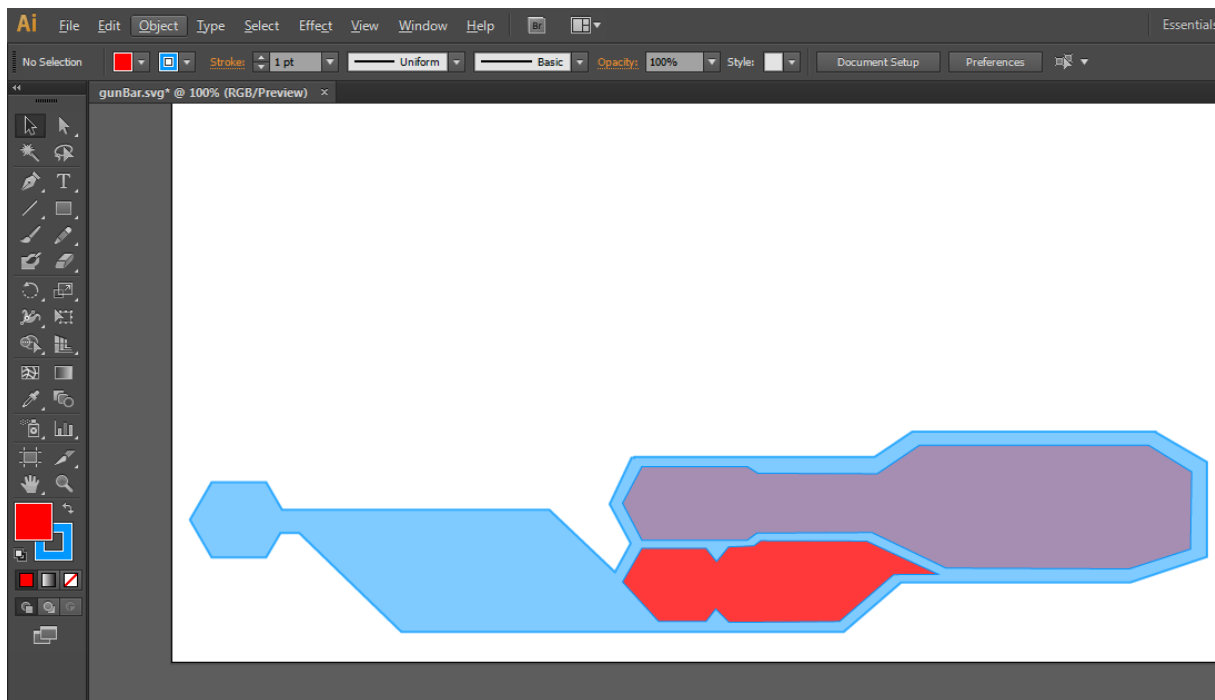 Ai File Edit Object Type Select Effect View Window Help Br Essentials
No Selection Stroke: 1 pt Uniform Basic Opacity: 100% Style: Document Setup Preferences
gunBar.svg* @ 100% (RGB/Preview) ×
T